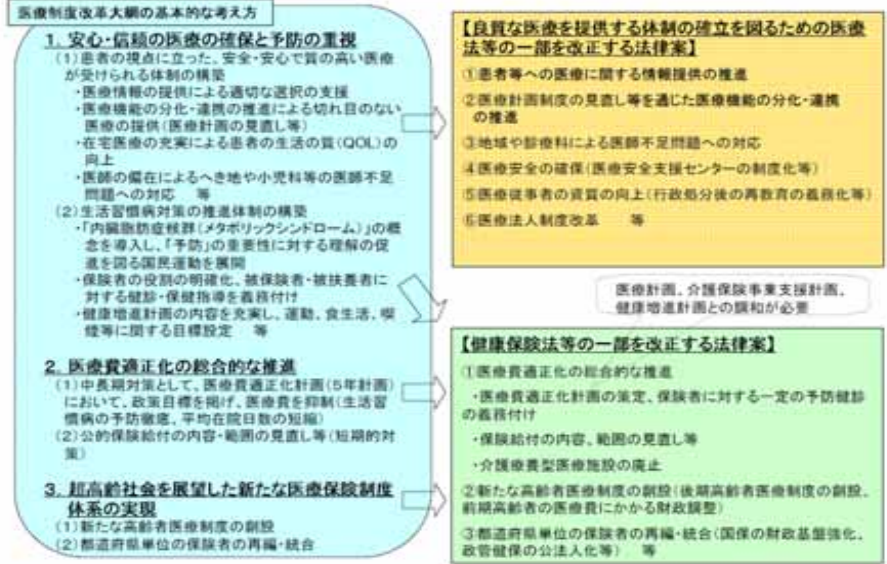 医療制度改革大綱の基本的な考え方
1. 安心・信頼の医療の確保と予防の重視
(1)患者の視点に立った、安全・安心で質の高い医療
が受けられる体制の構築
・医療情報の提供による適切な選択の支援
・医療機能の分化・連携の推進による切れ目のない
医療の提供(医療計画の見直し等)
・在宅医療の充実による患者の生活の質(QOL)の
向上
・医師の偏在によるへき地や小児科等の医師不足
問題への対応 等
(2)生活習慣病対策の推進体制の構築
・「内臓脂肪症候群(メタボリックシンドローム)」の概
念を導入し、「予防」の重要性に対する理解の促
進を図る国民運動を展開
・保険者の役割の明確化、被保険者・被扶養者に
対する健診・保健指導を義務付け
・健康増進計画の内容を充実し、運動、食生活、喫
煙等に関する目標設定 等
2. 医療費適正化の総合的な推進
(1)中長期対策として、医療費適正化計画(5年計画)
において、政策目標を掲げ、医療費を抑制(生活習
慣病の予防徹底、平均在院日数の短縮)
(2)公的保険給付の内容・範囲の見直し等(短期的対
策)
3. 超高齢社会を展望した新たな医療保険制度
体系の実現
(1)新たな高齢者医療制度の創設
(2)都道府県単位の保険者の再編・統合
【良質な医療を提供する体制の確立を図るための医療
法等の一部を改正する法律案】
①患者等への医療に関する情報提供の推進
②医療計画制度の見直し等を通じた医療機能の分化・連携
の推進
③地域や診療科による医師不足問題への対応
④医療安全の確保(医療安全支援センターの制度化等)
⑤医療従事者の資質の向上(行政処分後の再教育の義務化等)
⑥医療法人制度改革 等
医療計画、介護保険事業支援計画、
健康増進計画との調和が必要
【健康保険法等の一部を改正する法律案】
①医療費適正化の総合的な推進
・医療費適正化計画の策定、保険者に対する一定の予防健診
の義務付け
・保険給付の内容、範囲の見直し等
・介護療養型医療施設の廃止
②新たな高齢者医療制度の創設(後期高齢者医療制度の創設、
前期高齢者の医療費にかかる財政調整)
③都道府県単位の保険者の再編・統合(国保の財政基盤強化、
政管健保の公法人化等) 等